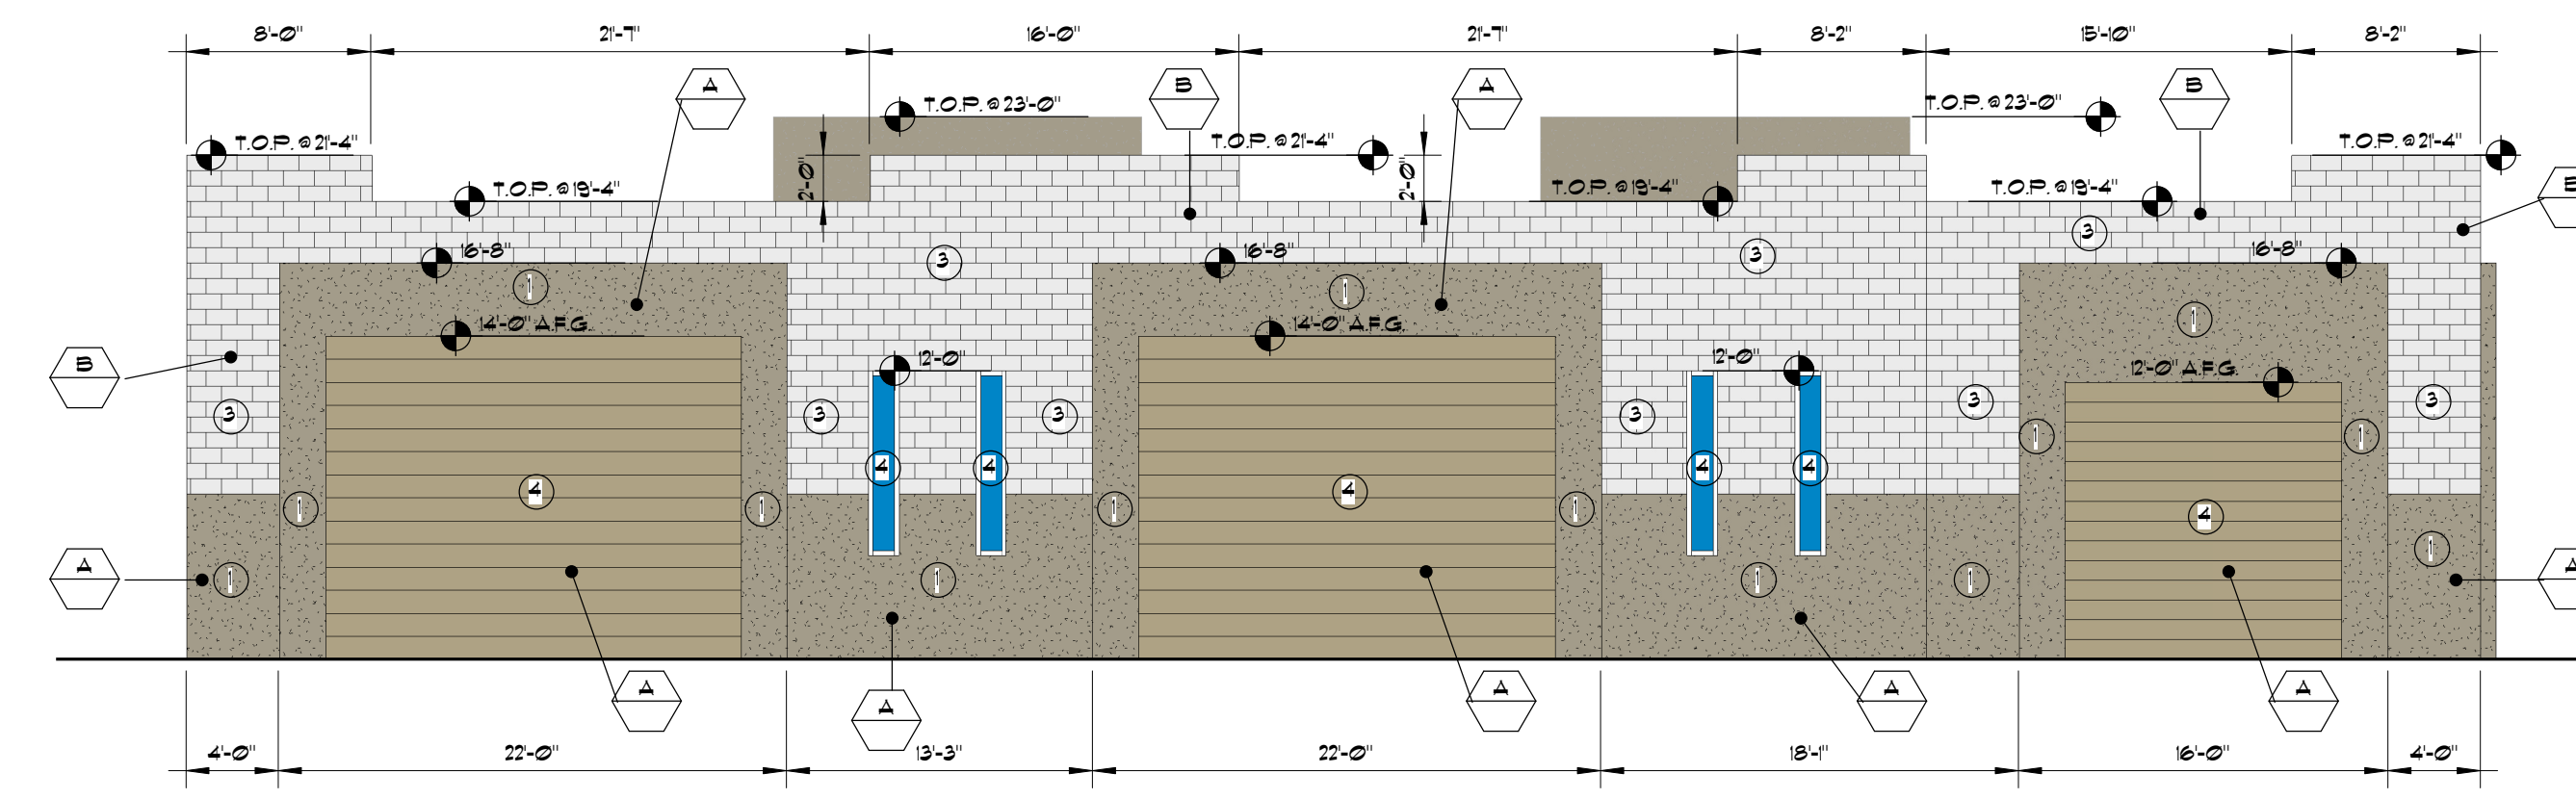 8'-0" 21'-7" 16'-0" 21'-7" 8'-2" 15'-10" 8'-2"
A B A B
T.O.P. @ 23'-0" T.O.P. @ 23'-0"
T.O.P. @ 21'-4" T.O.P. @ 21'-4" T.O.P. @ 21'-4"
2'-0" 2'-0"
T.O.P. @ 19'-4" T.O.P. @ 19'-4" T.O.P. @ 19'-4"
3 3 3
16'-8" 16'-8" 16'-8"
1 1 1
14'-0" A.F.G. 14'-0" A.F.G.
B 12'-0" 12'-0" 12'-0" A.F.G.
3 3 3 3 3 3
1 1
4 4 4 4
4 4 4
1 1 1 1
1
A 1 1 1 1
A A A A A
4'-0" 22'-0" 13'-3" 22'-0" 18'-1" 16'-0" 4'-0"